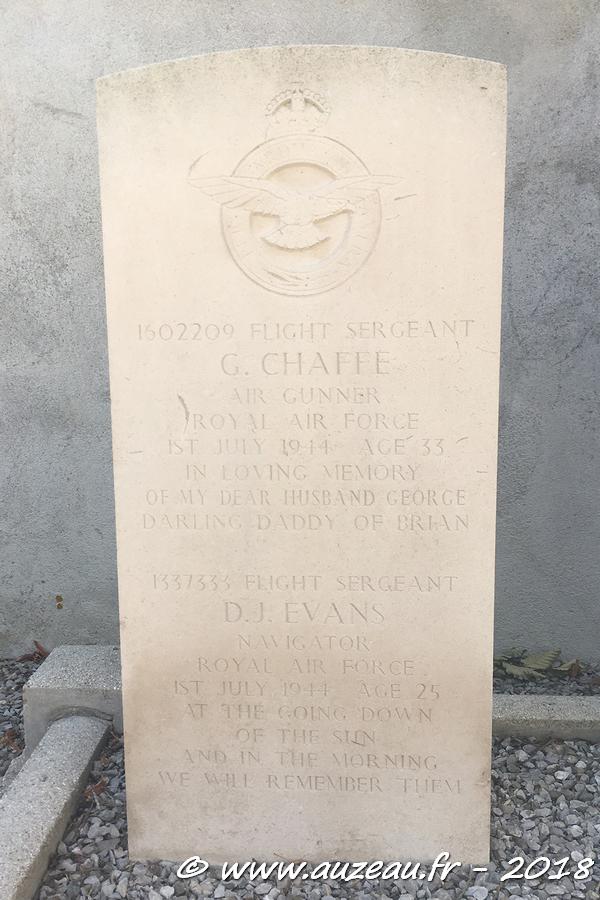 1602209 FLIGHT SERGEANT
G. CHAFFE
AIR GUNNER
ROYAL AIR FORCE
1ST JULY 1944 AGE 33
IN LOVING MEMORY
OF MY DEAR HUSBAND GEORGE
DARLING DADDY OF BRIAN
1337333 FLIGHT SERGEANT
D.J. EVANS
NAVIGATOR
ROYAL AIR FORCE
1ST JULY 1944 AGE 25
AT THE GOING DOWN
OF THE SUN
AND IN THE MORNING
WE WILL REMEMBER THEM
© www.auzeau.fr - 2018